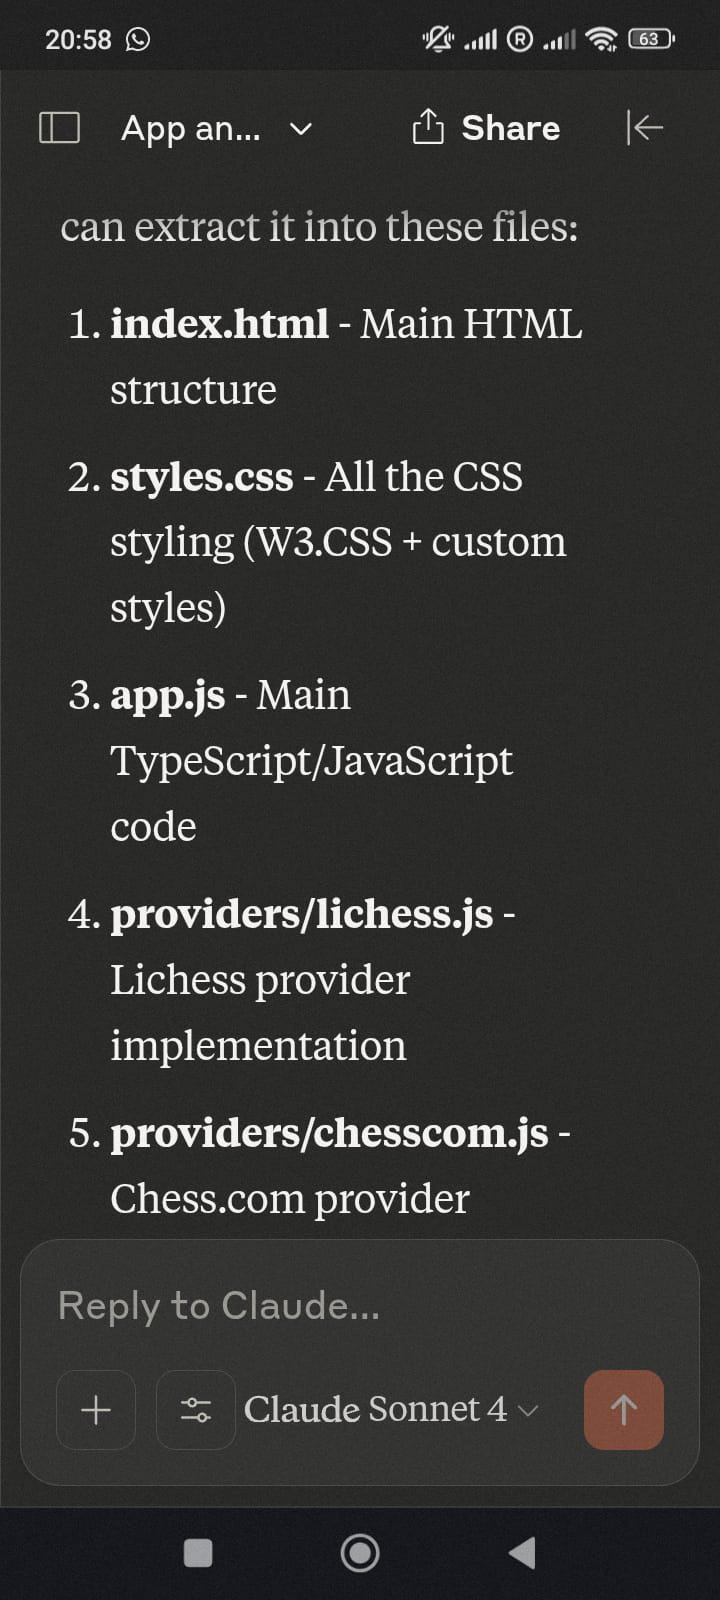 20:58
R
63
App an...
Share
can extract it into these files:
1. index.html - Main HTML
structure
2. styles.css - All the CSS
styling (W3.CSS + custom
styles)
3. app.js - Main
TypeScript/JavaScript
code
4. providers/lichess.js -
Lichess provider
implementation
5. providers/chesscom.js -
Chess.com provider
Reply to Claude...
Claude Sonnet 4